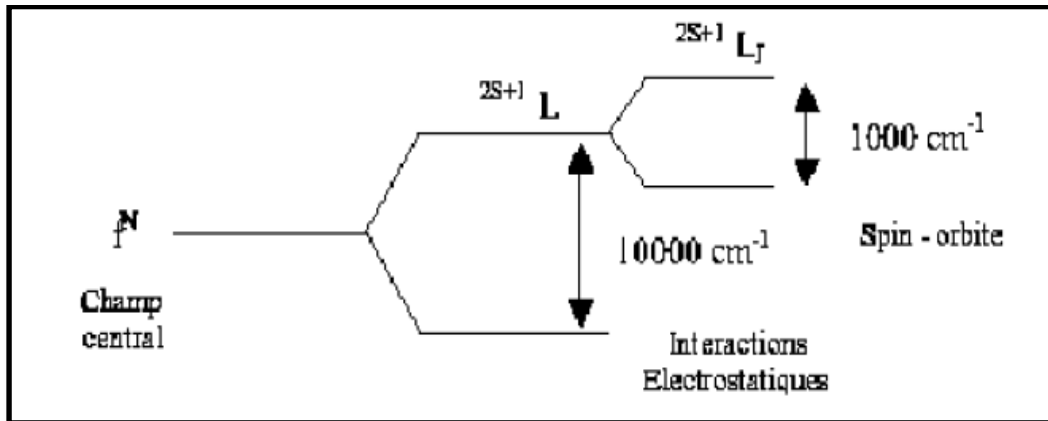 2S+1 LJ
2S+1 L
1000 cm-1
fN
Spin - orbite
10000 cm-1
Champ
central
Interactions
Electrostatiques